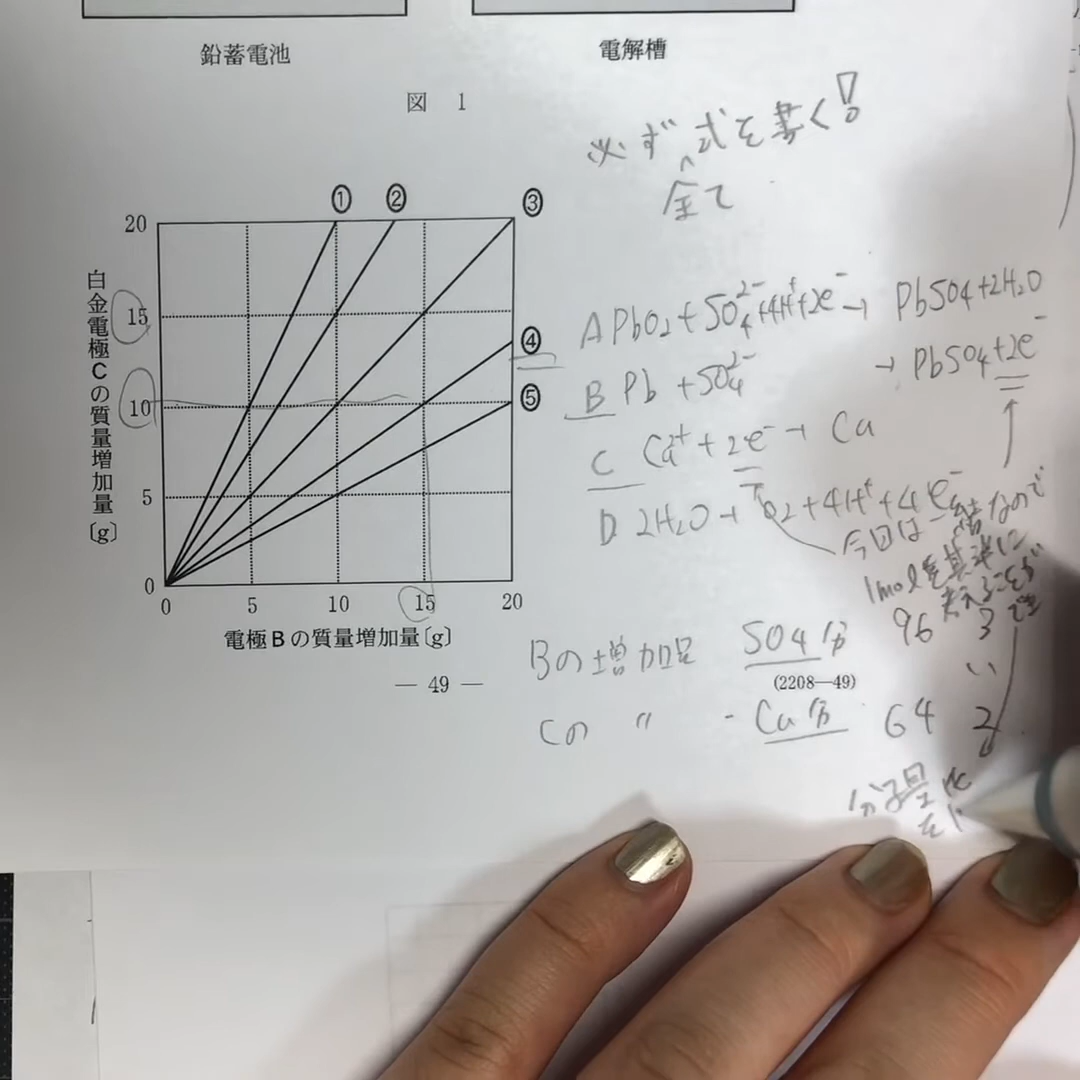 鉛蓄電池
電解槽
図 1
必ず式を書く!
全て
① ② ③
20
15
④
10
⑤
5
0
白金電極Cの質量増加量〔g〕
0 5 10 15 20
電極Bの質量増加量〔g〕
— 49 —
(2208—49)
A PbO2 + SO4^2- + 4H+ + 2e- → PbSO4 + 2H2O
B Pb + SO4^2- → PbSO4 + 2e-
C Cu^2+ + 2e- → Cu
D 2H2O → O2 + 4H+ + 4e-
今回は 一緒なので
1molを基準に
考えることができ
Bの増加量 SO4分 96 3
Cの 〃 Cu分 64 2
分子量比